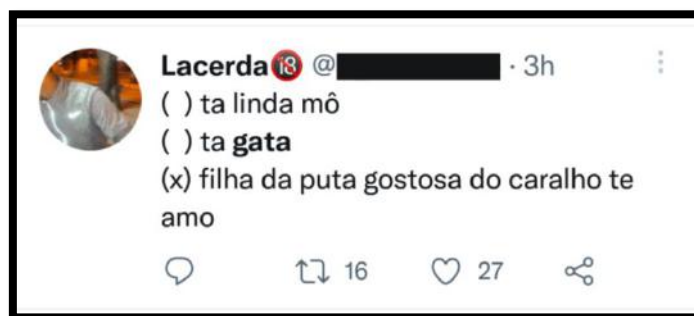 Lacerda🔞 @ · 3h
( ) ta linda mô
( ) ta gata
(x) filha da puta gostosa do caralho te
amo
16 27